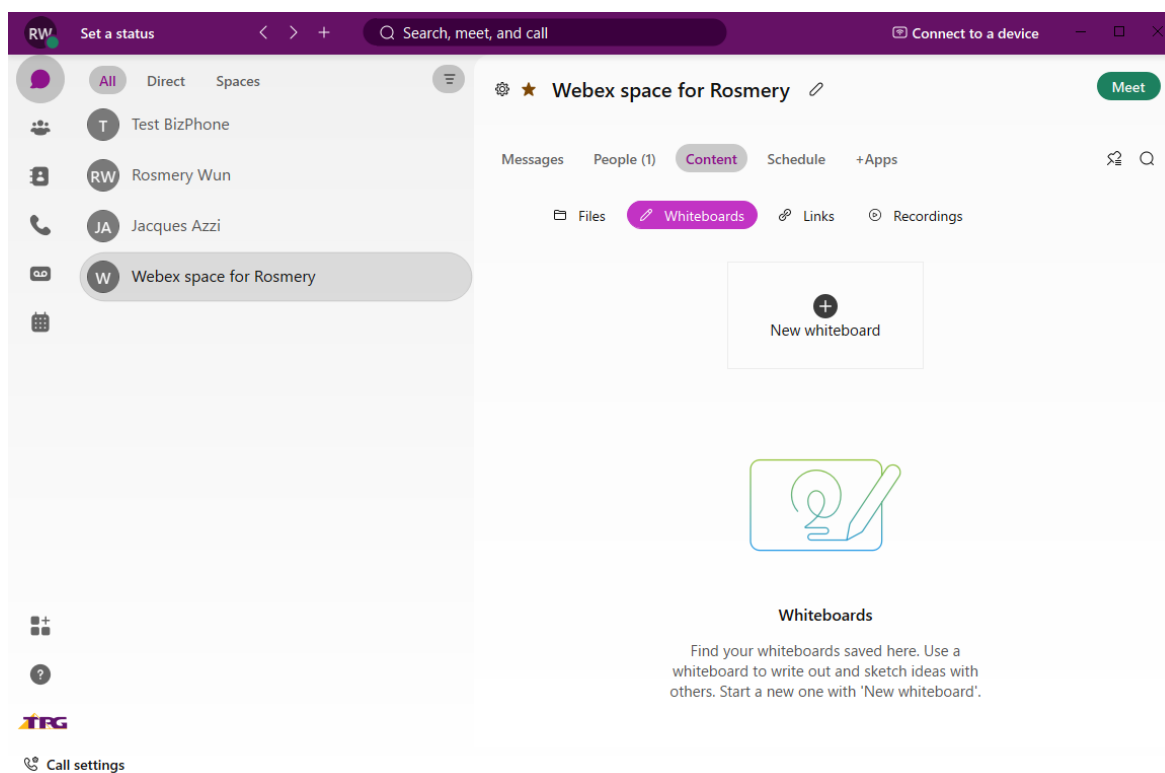 RW Set a status Search, meet, and call Connect to a device
All Direct Spaces
T Test BizPhone
RW Rosmery Wun
JA Jacques Azzi
W Webex space for Rosmery
TPG
Call settings
Webex space for Rosmery Meet
Messages People (1) Content Schedule +Apps
Files Whiteboards Links Recordings
New whiteboard
Whiteboards
Find your whiteboards saved here. Use a
whiteboard to write out and sketch ideas with
others. Start a new one with 'New whiteboard'.